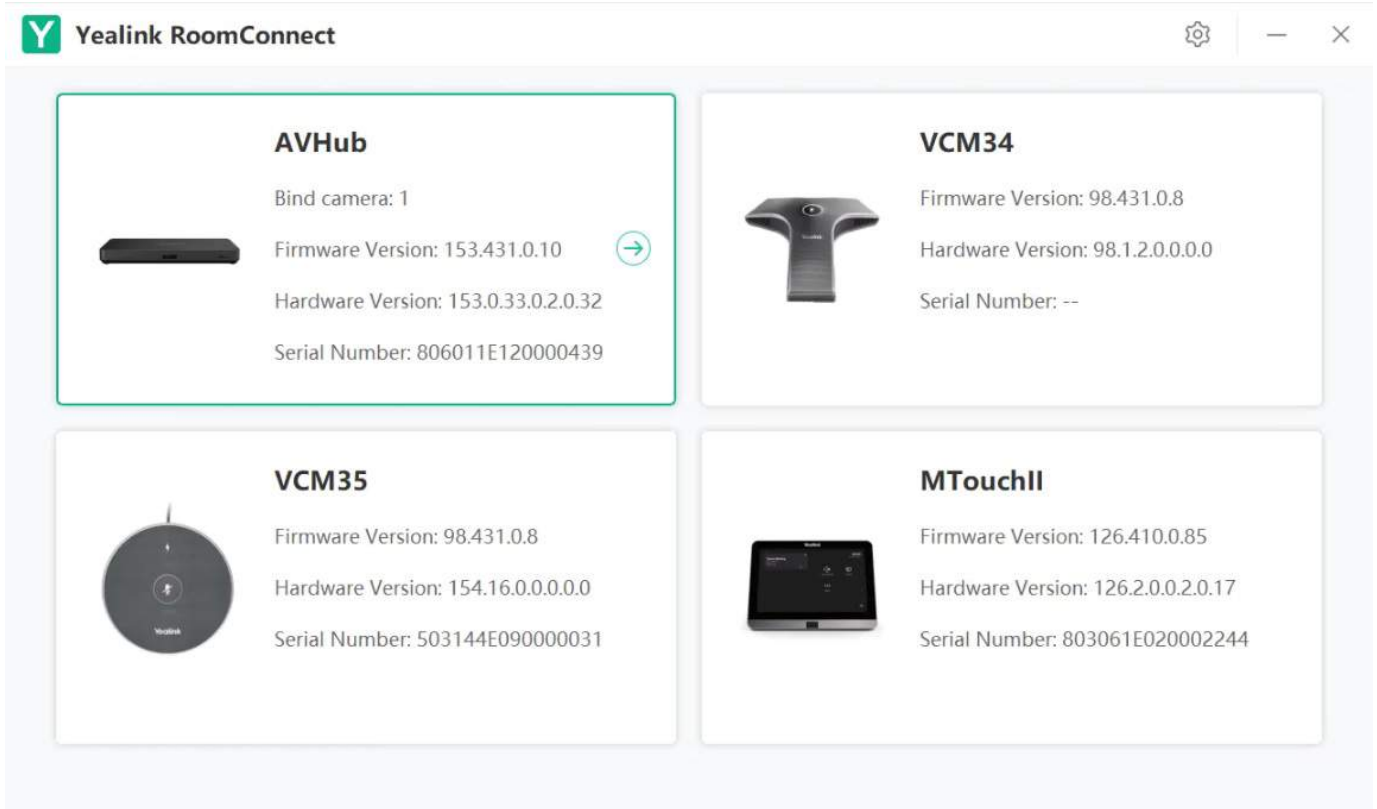 Yealink RoomConnect
AVHub
Bind camera: 1
Firmware Version: 153.431.0.10
Hardware Version: 153.0.33.0.2.0.32
Serial Number: 806011E120000439
VCM34
Firmware Version: 98.431.0.8
Hardware Version: 98.1.2.0.0.0.0
Serial Number: --
VCM35
Firmware Version: 98.431.0.8
Hardware Version: 154.16.0.0.0.0.0
Serial Number: 503144E090000031
Yealink
MTouchII
Firmware Version: 126.410.0.85
Hardware Version: 126.2.0.0.2.0.17
Serial Number: 803061E020002244
Yealink